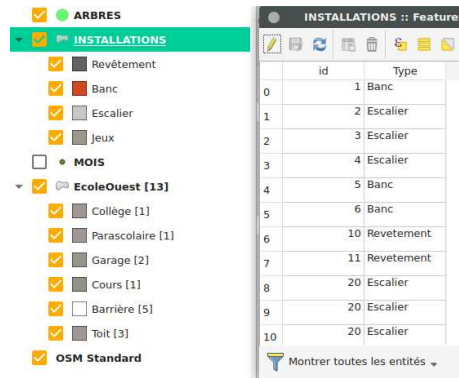 ARBRES
INSTALLATIONS
Revêtement
Banc
Escalier
Jeux
MOIS
EcoleOuest [13]
Collège [1]
Parascolaire [1]
Garage [2]
Cours [1]
Barrière [5]
Toit [3]
OSM Standard
INSTALLATIONS :: Feature
id Type
0 1 Banc
1 2 Escalier
2 3 Escalier
3 4 Escalier
4 5 Banc
5 6 Banc
6 10 Revetement
7 11 Revetement
8 20 Escalier
9 20 Escalier
10 20 Escalier
Montrer toutes les entités